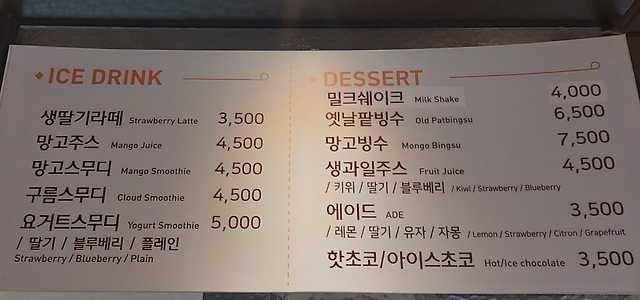 ICE DRINK
생딸기라떼 Strawberry Latte 3,500
망고주스 Mango Juice 4,500
망고스무디 Mango Smoothie 4,500
구름스무디 Cloud Smoothie 4,500
요거트스무디 Yogurt Smoothie 5,000
/ 딸기 / 블루베리 / 플레인
Strawberry / Blueberry / Plain
DESSERT
밀크쉐이크 Milk Shake 4,000
옛날팥빙수 Old Patbingsu 6,500
망고빙수 Mongo Bingsu 7,500
생과일주스 Fruit Juice 4,500
/ 키위 / 딸기 / 블루베리 / Kiwi / Strawberry / Blueberry
에이드 ADE 3,500
/ 레몬 / 딸기 / 유자 / 자몽 / Lemon / Strawberry / Citron / Grapefruit
핫초코/아이스초코 Hot/Ice chocolate 3,500